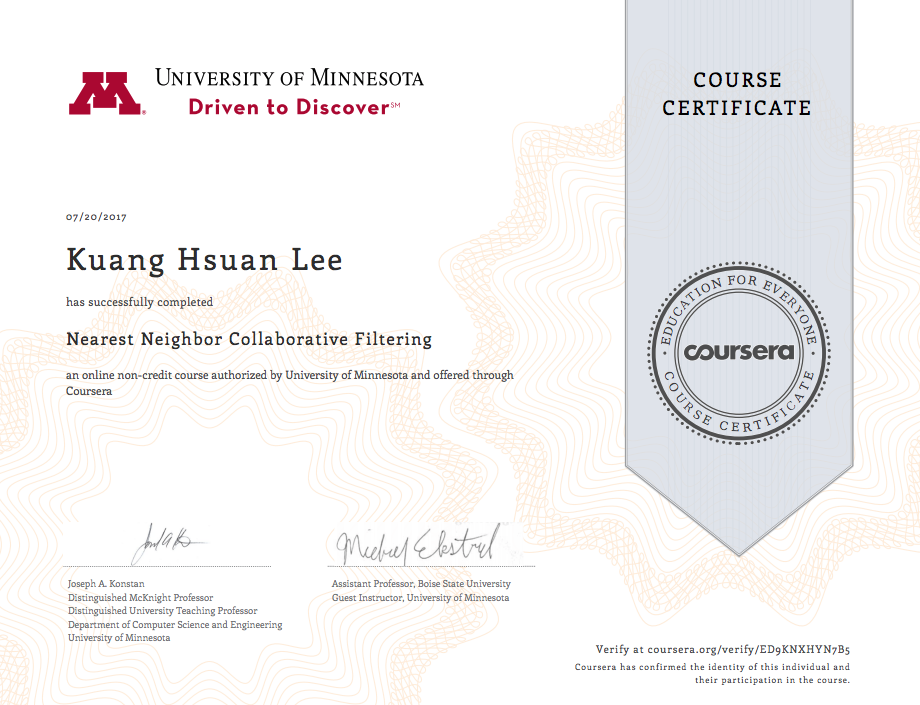 UNIVERSITY OF MINNESOTA
Driven to Discover℠
COURSE
CERTIFICATE
07/20/2017
Kuang Hsuan Lee
has successfully completed
Nearest Neighbor Collaborative Filtering
an online non-credit course authorized by University of Minnesota and offered through
Coursera
EDUCATION FOR EVERYONE
coursera
COURSE CERTIFICATE
Michael Ekstrand
Joseph A. Konstan
Distinguished McKnight Professor
Distinguished University Teaching Professor
Department of Computer Science and Engineering
University of Minnesota
Assistant Professor, Boise State University
Guest Instructor, University of Minnesota
Verify at coursera.org/verify/ED9KNXHYN7B5
Coursera has confirmed the identity of this individual and
their participation in the course.